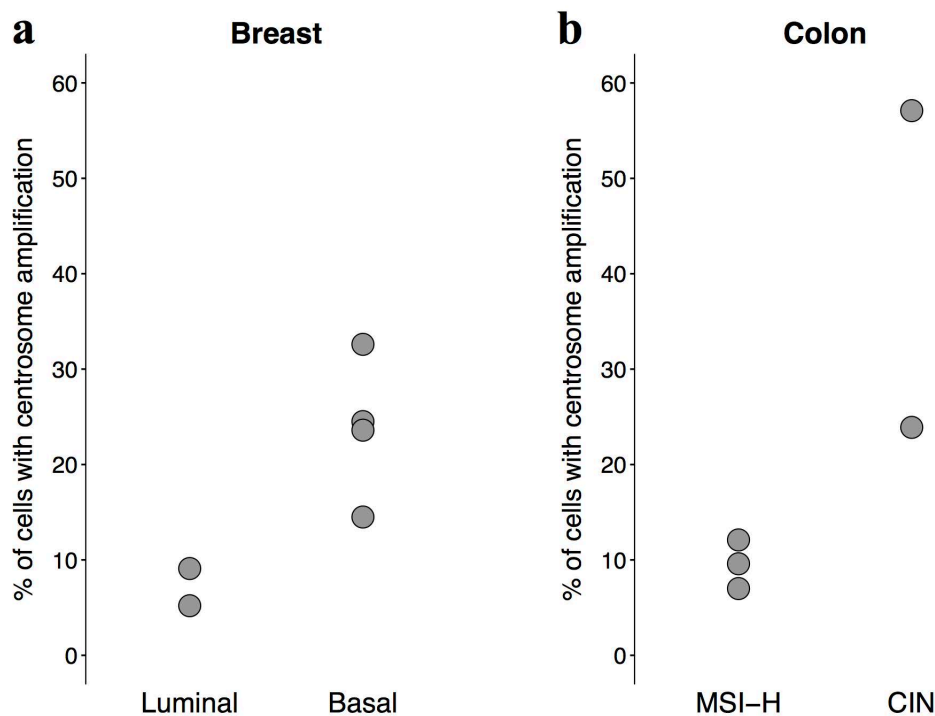 a
Breast
% of cells with centrosome amplification
60
50
40
30
20
10
0
Luminal
Basal
b
Colon
% of cells with centrosome amplification
60
50
40
30
20
10
0
MSI−H
CIN